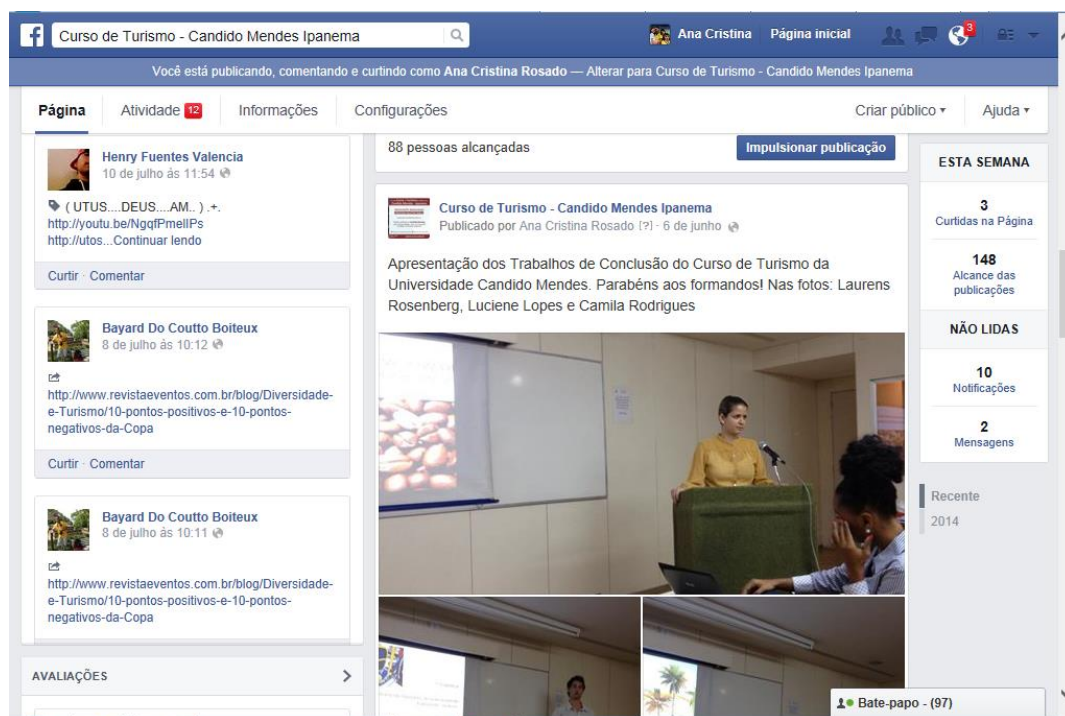 Curso de Turismo - Candido Mendes Ipanema
Ana Cristina
Página inicial
3
Você está publicando, comentando e curtindo como Ana Cristina Rosado — Alterar para Curso de Turismo - Candido Mendes Ipanema
Página
Atividade 12
Informações
Configurações
Criar público
Ajuda
Henry Fuentes Valencia
10 de julho às 11:54
( UTUS....DEUS....AM.. ) .+.
http://youtu.be/NgqfPmellPs
http://utos...Continuar lendo
Curtir · Comentar
Bayard Do Coutto Boiteux
8 de julho às 10:12
http://www.revistaeventos.com.br/blog/Diversidade-
e-Turismo/10-pontos-positivos-e-10-pontos-
negativos-da-Copa
Curtir · Comentar
Bayard Do Coutto Boiteux
8 de julho às 10:11
http://www.revistaeventos.com.br/blog/Diversidade-
e-Turismo/10-pontos-positivos-e-10-pontos-
negativos-da-Copa
AVALIAÇÕES
88 pessoas alcançadas
Impulsionar publicação
Curso de Turismo - Candido Mendes Ipanema
Publicado por Ana Cristina Rosado [?] · 6 de junho
Apresentação dos Trabalhos de Conclusão do Curso de Turismo da
Universidade Candido Mendes. Parabéns aos formandos! Nas fotos: Laurens
Rosenberg, Luciene Lopes e Camila Rodrigues
ESTA SEMANA
3
Curtidas na Página
148
Alcance das
publicações
NÃO LIDAS
10
Notificações
2
Mensagens
Recente
2014
Bate-papo - (97)